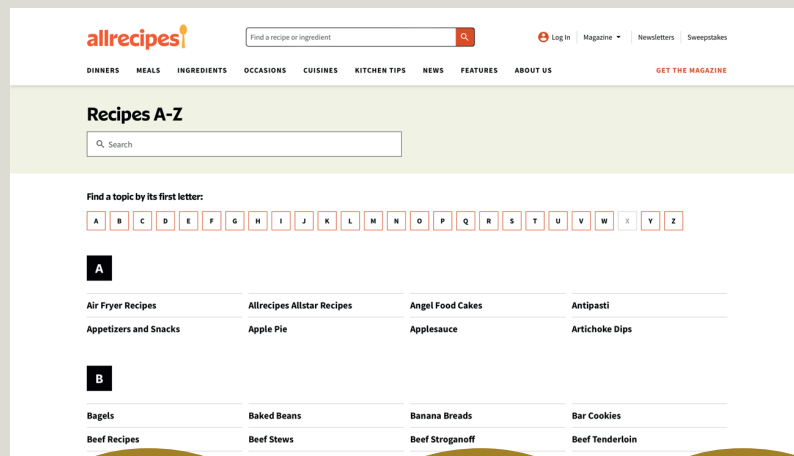 allrecipes
Find a recipe or ingredient
Log In Magazine Newsletters Sweepstakes
DINNERS MEALS INGREDIENTS OCCASIONS CUISINES KITCHEN TIPS NEWS FEATURES ABOUT US GET THE MAGAZINE
Recipes A-Z
Search
Find a topic by its first letter:
A B C D E F G H I J K L M N O P Q R S T U V W X Y Z
A
Air Fryer Recipes Allrecipes Allstar Recipes Angel Food Cakes Antipasti
Appetizers and Snacks Apple Pie Applesauce Artichoke Dips
B
Bagels Baked Beans Banana Breads Bar Cookies
Beef Recipes Beef Stews Beef Stroganoff Beef Tenderloin